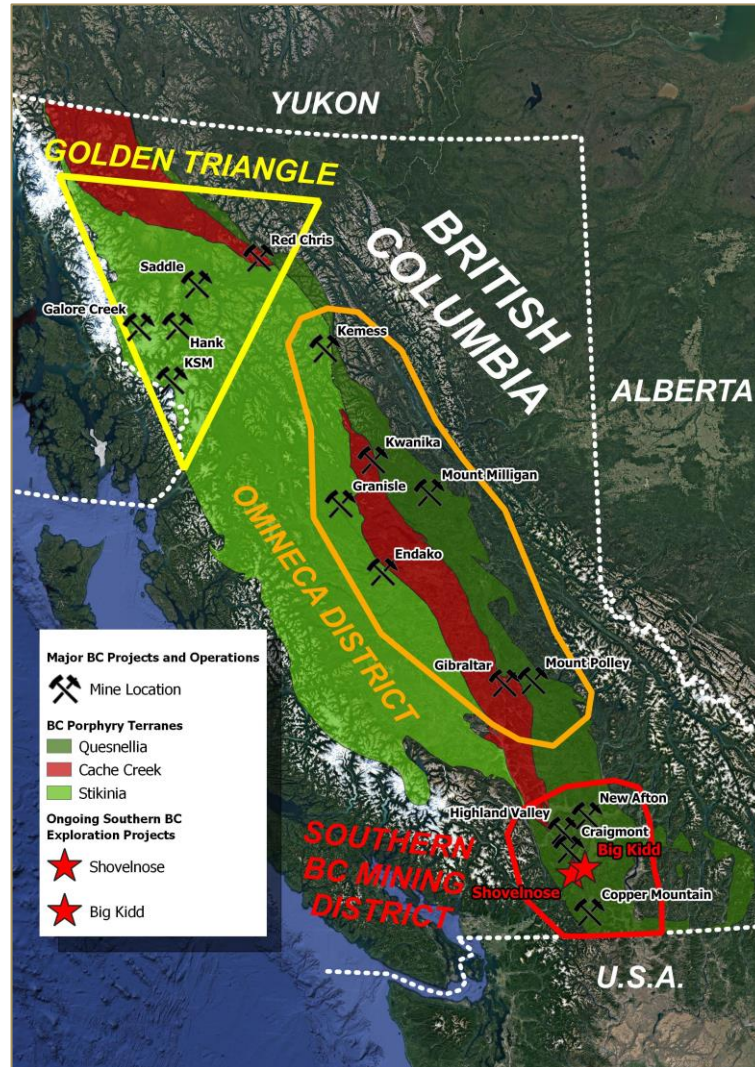 YUKON
GOLDEN TRIANGLE
BRITISH
COLUMBIA
ALBERTA
Red Chris
Saddle
Galore Creek
Hank
KSM
Kemess
Kwanika
Granisle
Mount Milligan
OMINECA DISTRICT
Endako
Gibraltar
Mount Polley
Major BC Projects and Operations
Mine Location
BC Porphyry Terranes
Quesnellia
Cache Creek
Stikinia
Ongoing Southern BC
Exploration Projects
Shovelnose
Big Kidd
New Afton
Highland Valley
Craigmont
Big Kidd
Shovelnose
Copper Mountain
SOUTHERN
BC MINING
DISTRICT
U.S.A.